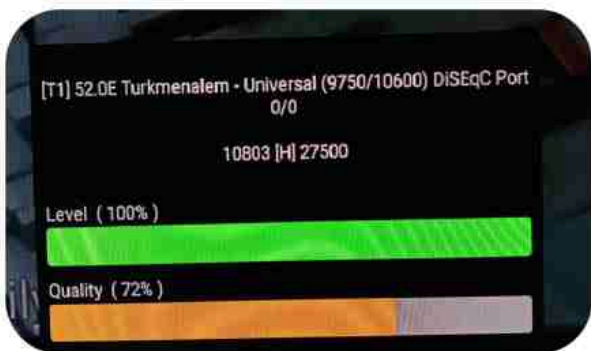 [T1] 52.0E Turkmenalem - Universal (9750/10600) DiSEqC Port
0/0
10803 [H] 27500
Level ( 100% )
Quality ( 72% )